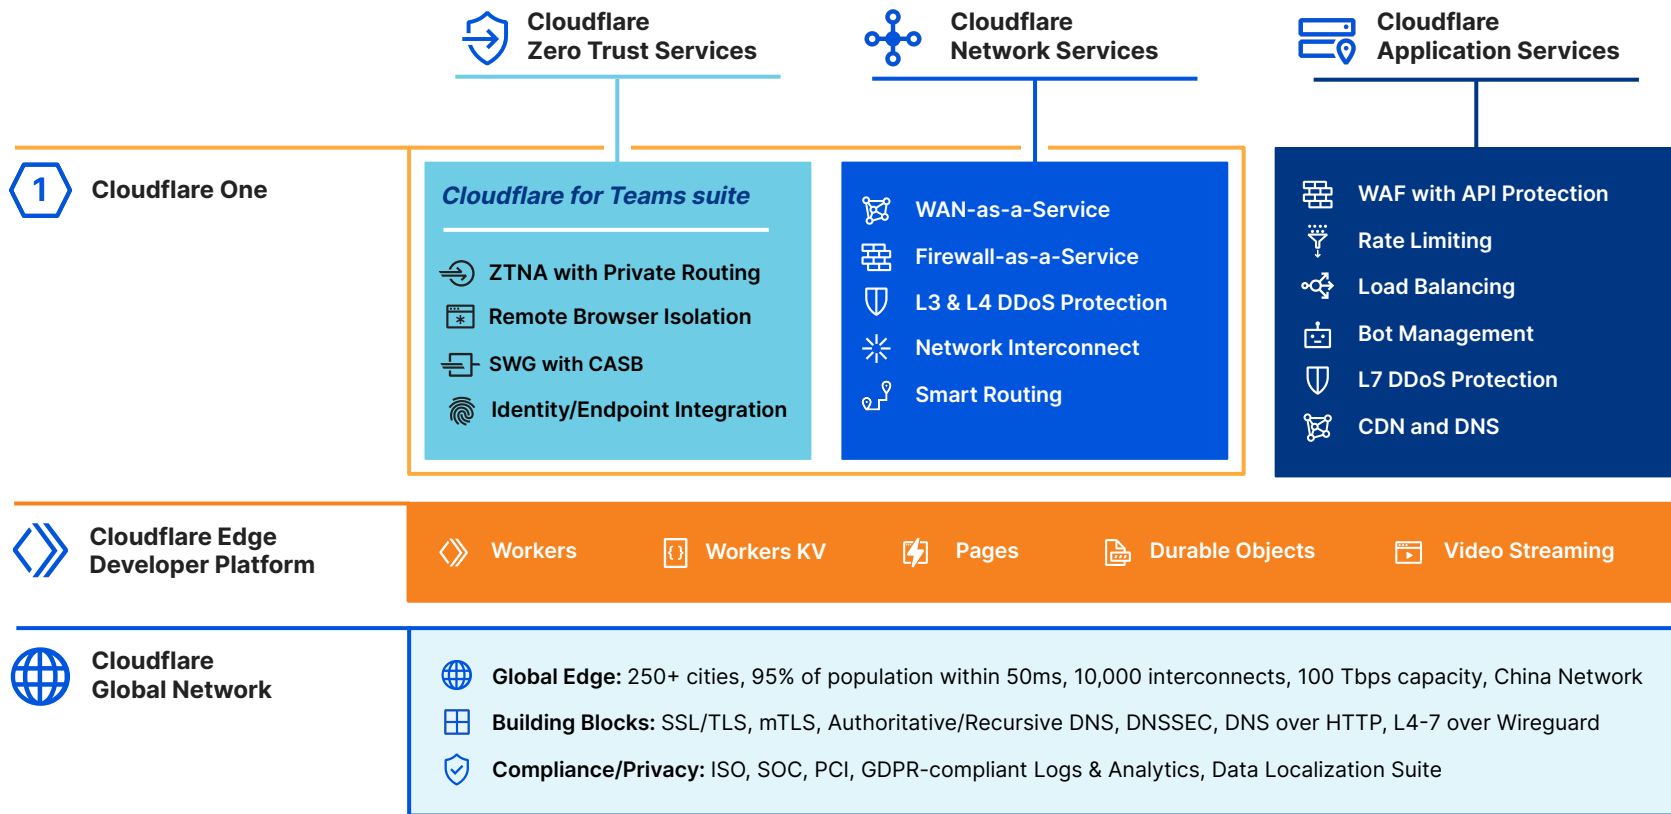 Cloudflare
Zero Trust Services
Cloudflare
Network Services
Cloudflare
Application Services
1
Cloudflare One
Cloudflare for Teams suite
ZTNA with Private Routing
Remote Browser Isolation
SWG with CASB
Identity/Endpoint Integration
WAN-as-a-Service
Firewall-as-a-Service
L3 & L4 DDoS Protection
Network Interconnect
Smart Routing
WAF with API Protection
Rate Limiting
Load Balancing
Bot Management
L7 DDoS Protection
CDN and DNS
Cloudflare Edge
Developer Platform
Workers
Workers KV
Pages
Durable Objects
Video Streaming
Cloudflare
Global Network
Global Edge: 250+ cities, 95% of population within 50ms, 10,000 interconnects, 100 Tbps capacity, China Network
Building Blocks: SSL/TLS, mTLS, Authoritative/Recursive DNS, DNSSEC, DNS over HTTP, L4-7 over Wireguard
Compliance/Privacy: ISO, SOC, PCI, GDPR-compliant Logs & Analytics, Data Localization Suite